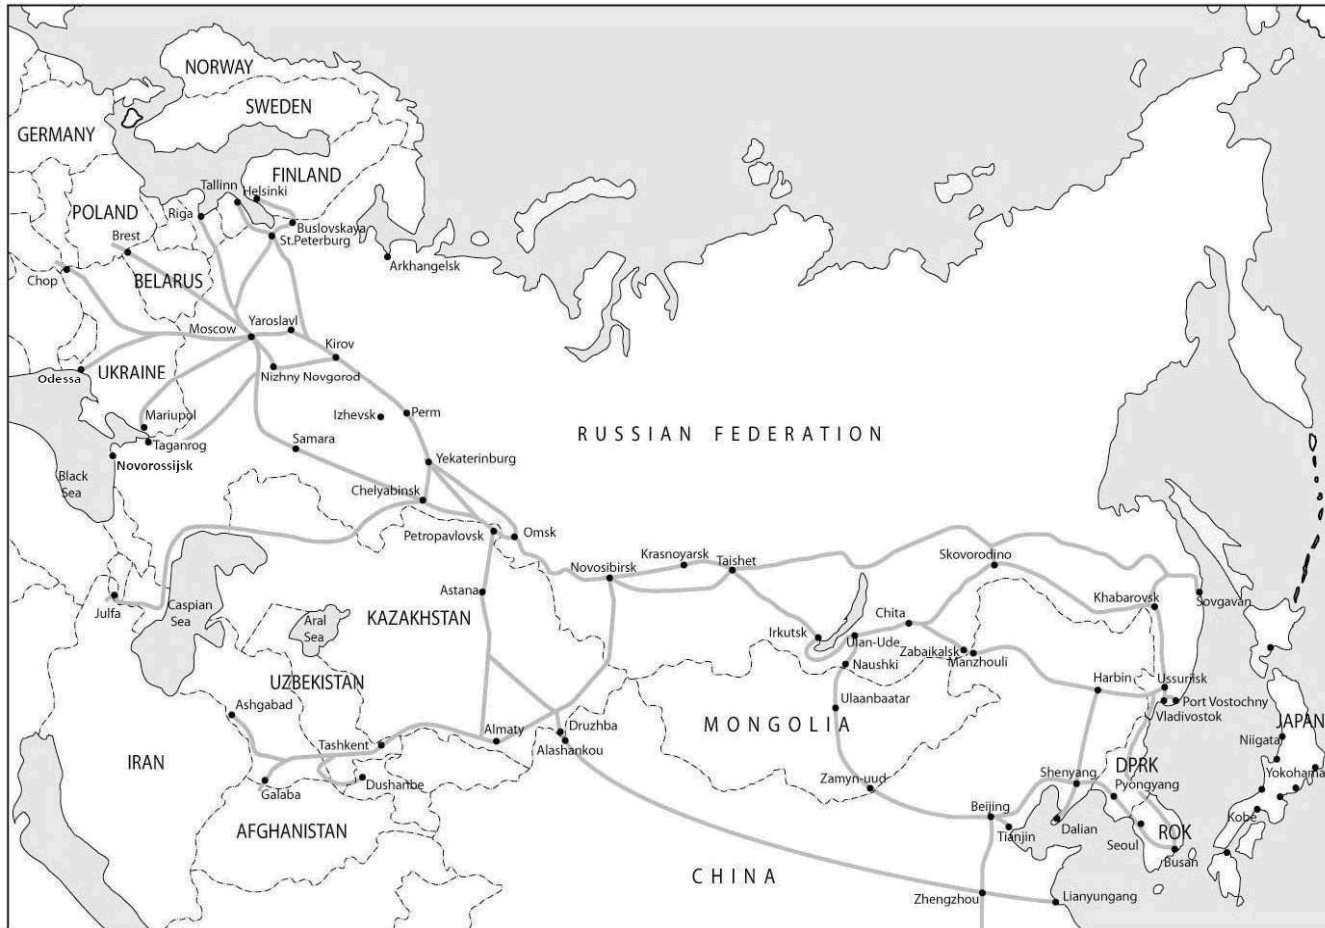 NORWAY
SWEDEN
GERMANY
FINLAND
Tallinn
Helsinki
POLAND
Riga
Buslovskaya
Brest
St.Peterburg
Arkhangelsk
Chop
BELARUS
Moscow
Yaroslavl
Kirov
Odessa
UKRAINE
Nizhny Novgorod
Mariupol
Izhevsk
Perm
Taganrog
Samara
RUSSIAN FEDERATION
Novorossijsk
Yekaterinburg
Black
Sea
Chelyabinsk
Petropavlovsk
Omsk
Novosibirsk
Krasnoyarsk
Taishet
Skovorodino
Julfa
Caspian
Sea
Astana
Aral
Sea
KAZAKHSTAN
Irkutsk
Chita
Khabarovsk
Sovgavan
Ulan-Ude
Zabaikalsk
Manzhouli
Naushki
UZBEKISTAN
Ulaanbaatar
Harbin
Ussuriisk
Port Vostochny
Vladivostok
Ashgabad
Almaty
Druzhba
Alashankou
MONGOLIA
JAPAN
Niigata
Tashkent
IRAN
Galaba
Dushanbe
Zamyn-uud
Shenyang
DPRK
Pyongyang
Yokohama
AFGHANISTAN
Beijing
Tianjin
Dalian
Seoul
ROK
Busan
Kobe
CHINA
Zhengzhou
Lianyungang